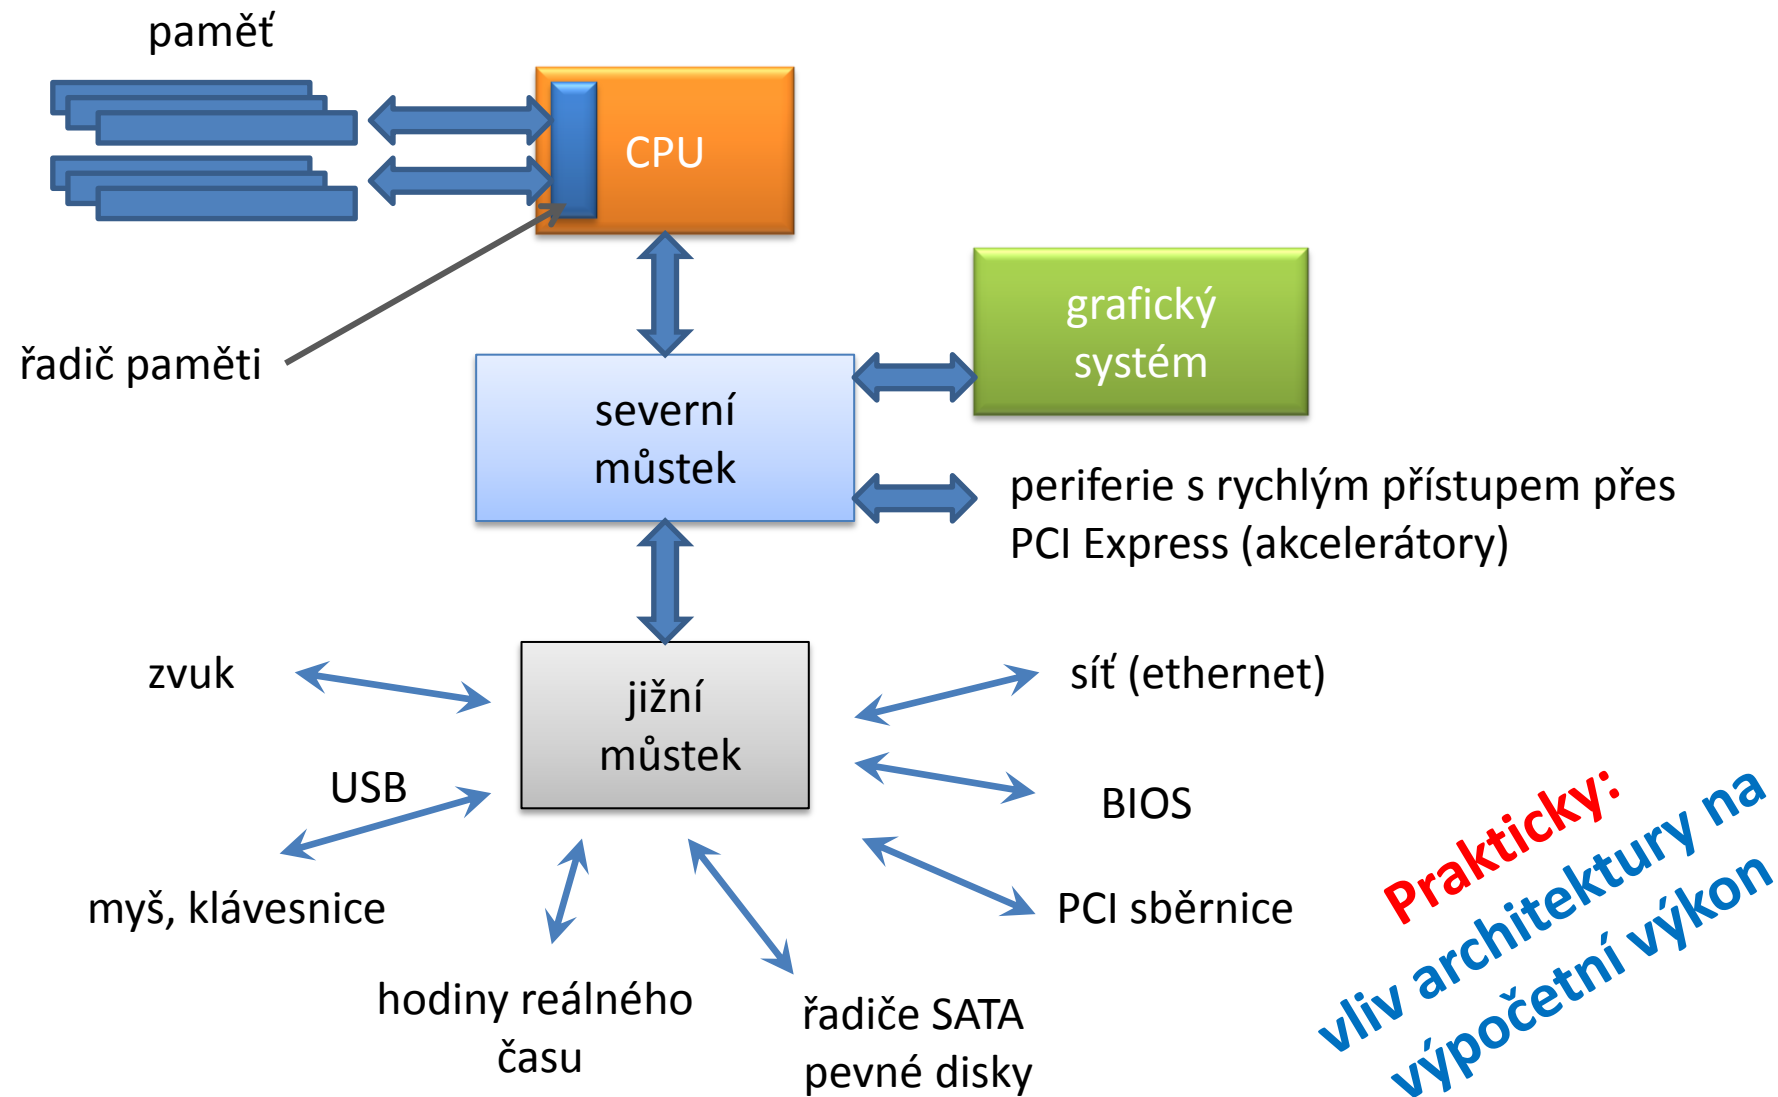 paměť
CPU
grafický
systém
řadič paměti
severní
můstek
periferie s rychlým přístupem přes
PCI Express (akcelerátory)
zvuk
jižní
můstek
síť (ethernet)
USB
BIOS
myš, klávesnice
PCI sběrnice
hodiny reálného
času
řadiče SATA
pevné disky
Prakticky:
vliv architektury na
výpočetní výkon